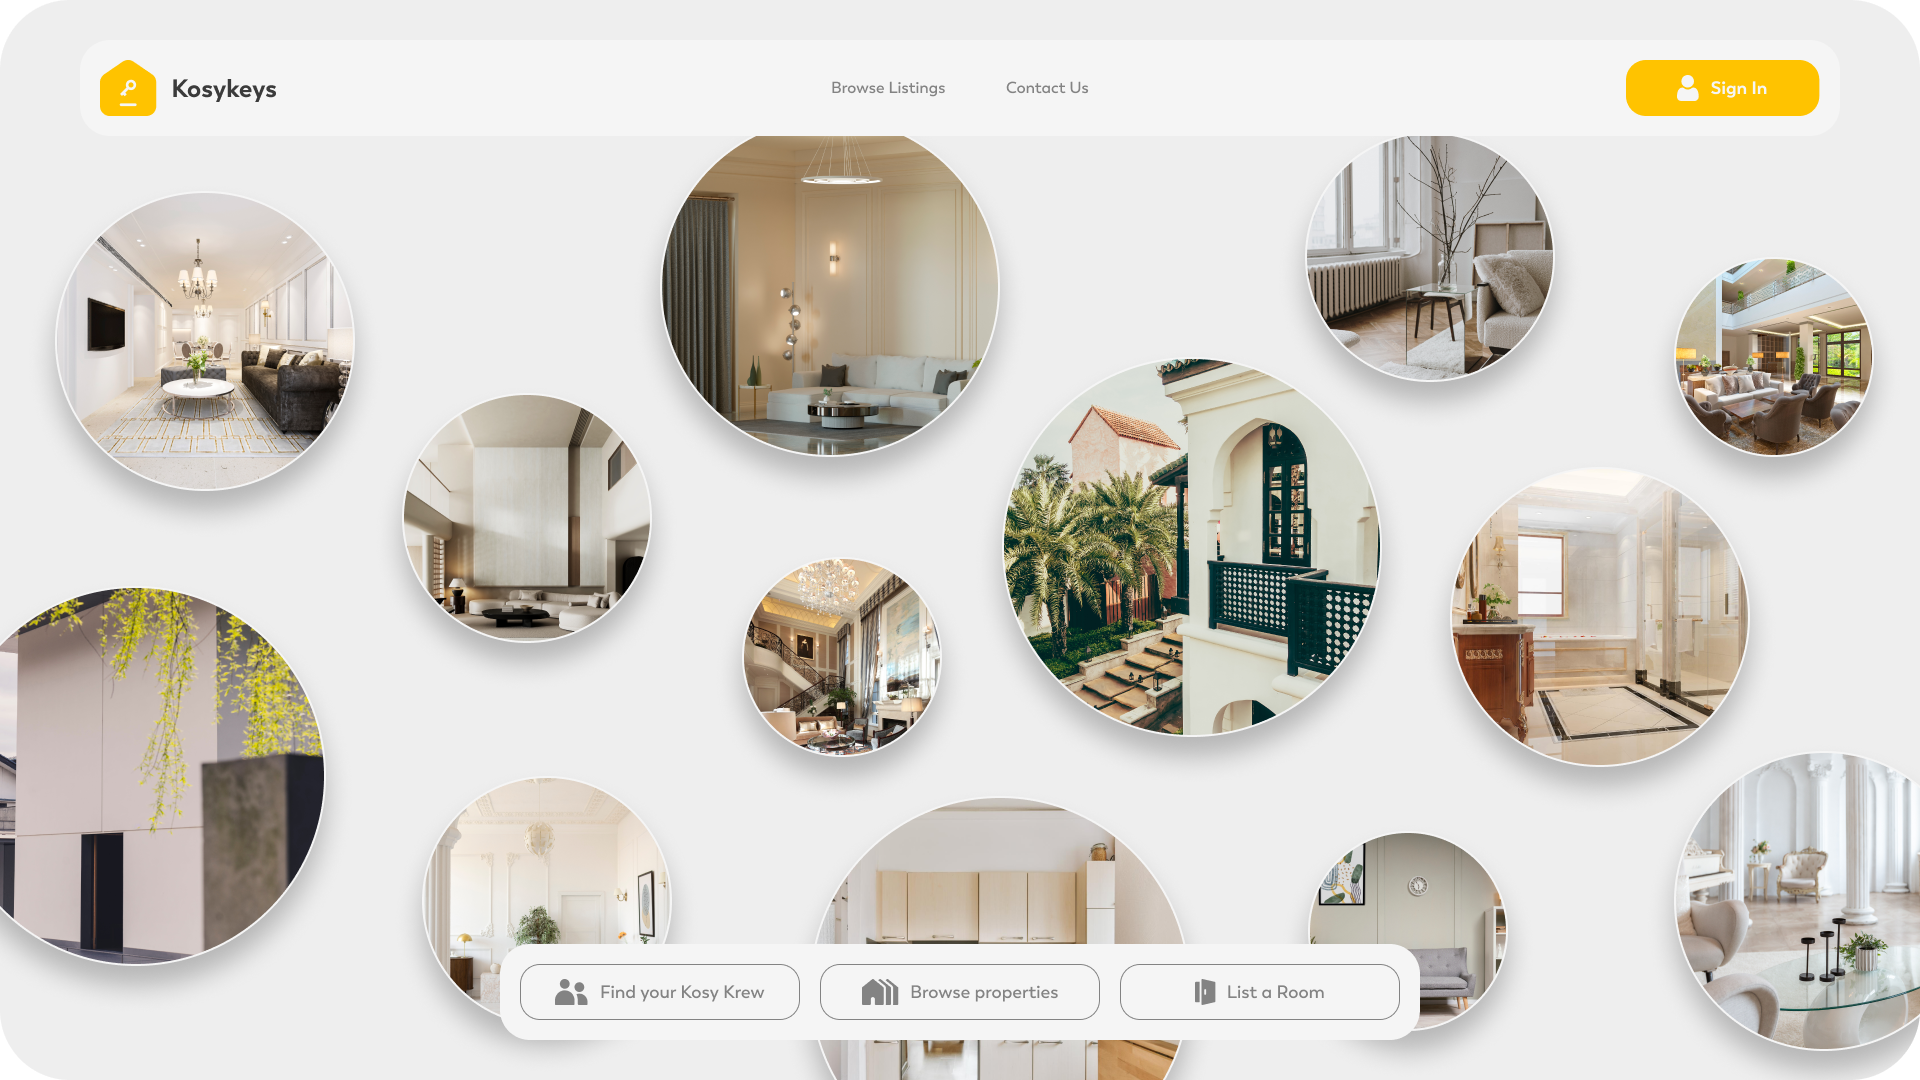 Kosykeys
Browse Listings
Contact Us
Sign In
Find your Kosy Krew
Browse properties
List a Room